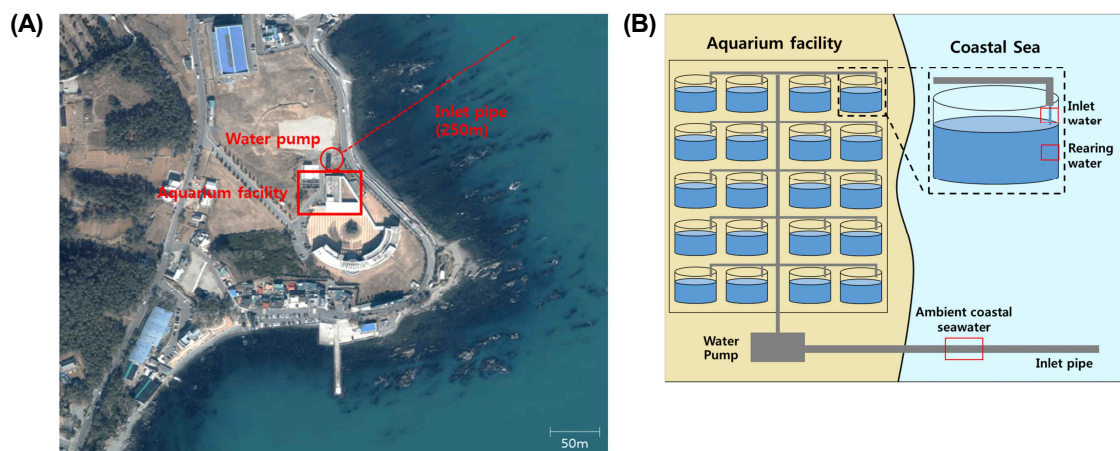 (A)
Inlet pipe
(250m)
Water pump
Aquarium facility
50m
(B)
Aquarium facility
Coastal Sea
Inlet
water
Rearing
water
Ambient coastal
seawater
Water
Pump
Inlet pipe